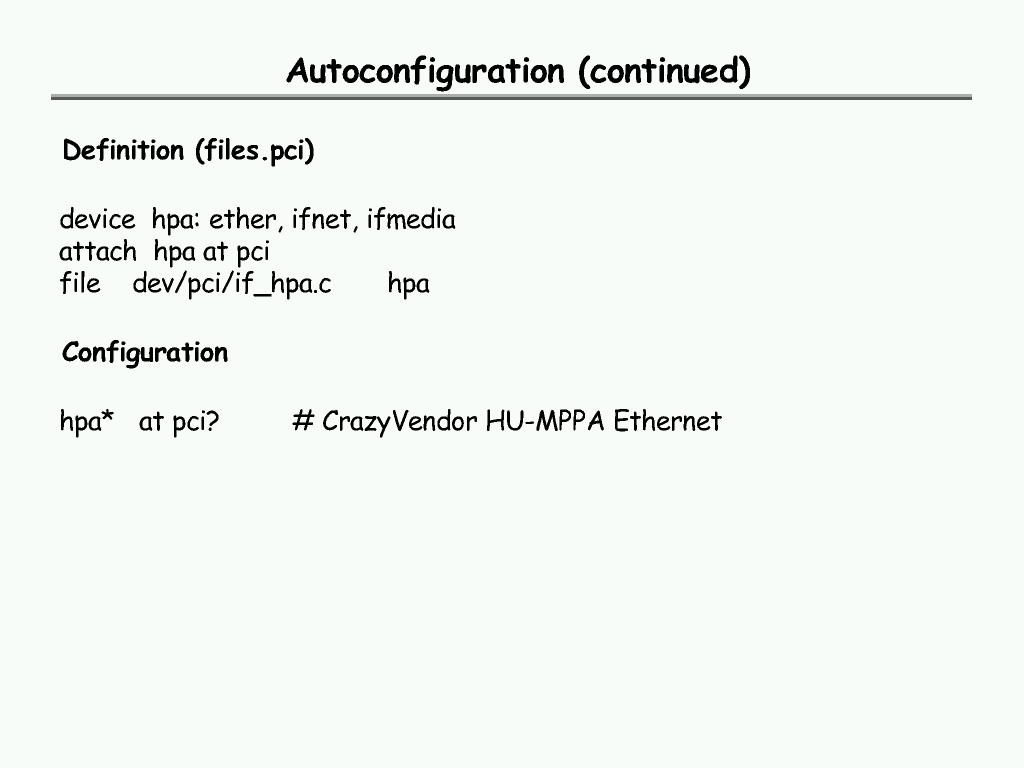 Autoconfiguration (continued)
Definition (files.pci)
device hpa: ether, ifnet, ifmedia
attach hpa at pci
file dev/pci/if_hpa.c hpa
Configuration
hpa* at pci? # CrazyVendor HU-MPPA Ethernet